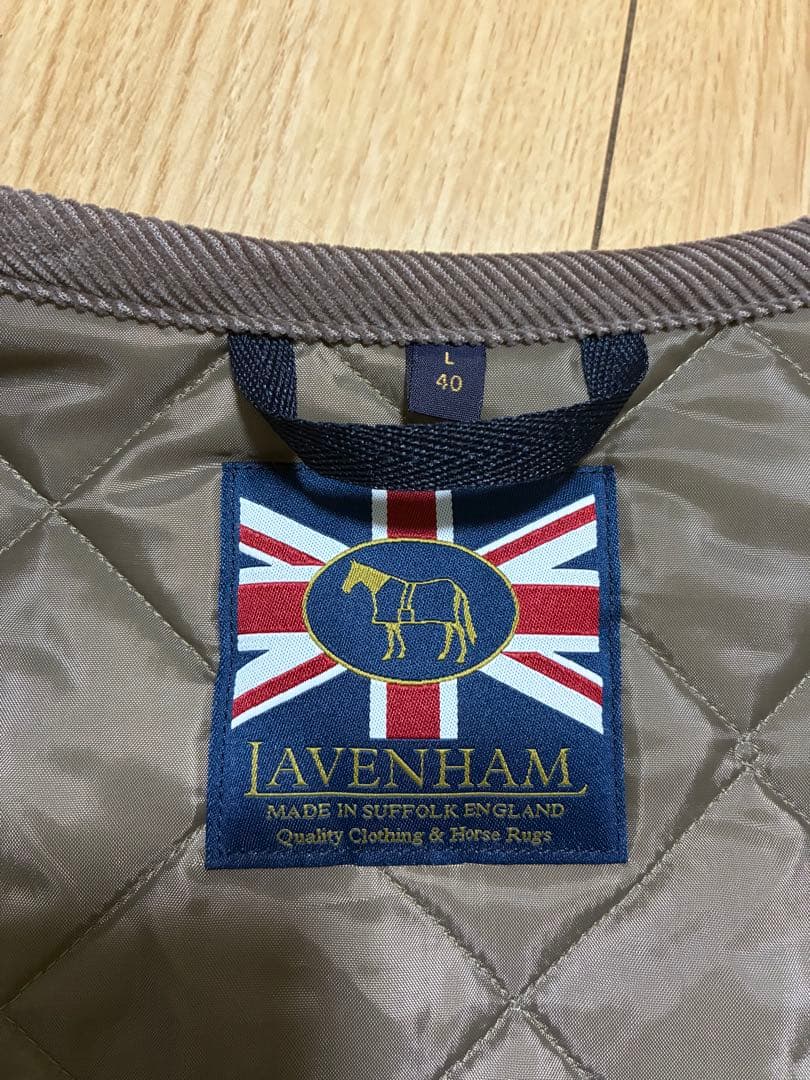 L
40
LAVENHAM
MADE IN SUFFOLK ENGLAND
Quality Clothing & Horse Rugs